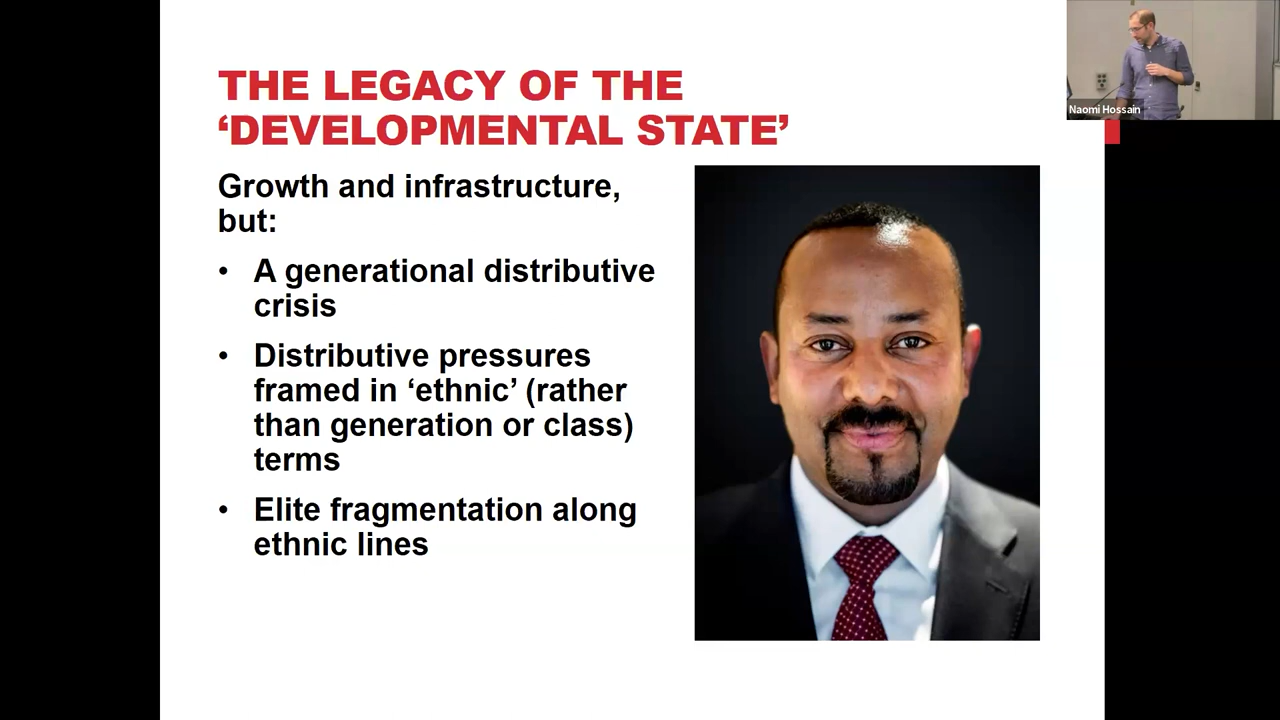 THE LEGACY OF THE
‘DEVELOPMENTAL STATE’
Growth and infrastructure,
but:
• A generational distributive
crisis
• Distributive pressures
framed in ‘ethnic’ (rather
than generation or class)
terms
• Elite fragmentation along
ethnic lines
Naomi Hossain